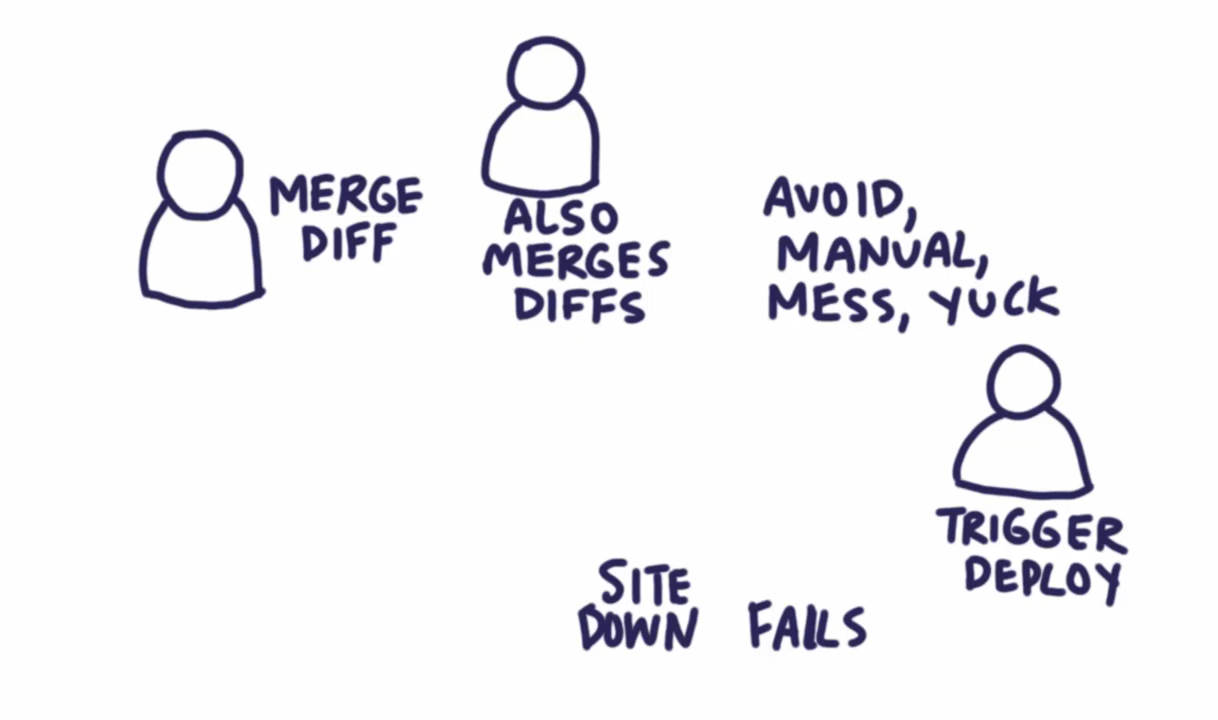 MERGE
DIFF
ALSO
MERGES
DIFFS
AVOID,
MANUAL,
MESS, YUCK
TRIGGER
DEPLOY
SITE
DOWN
FAILS